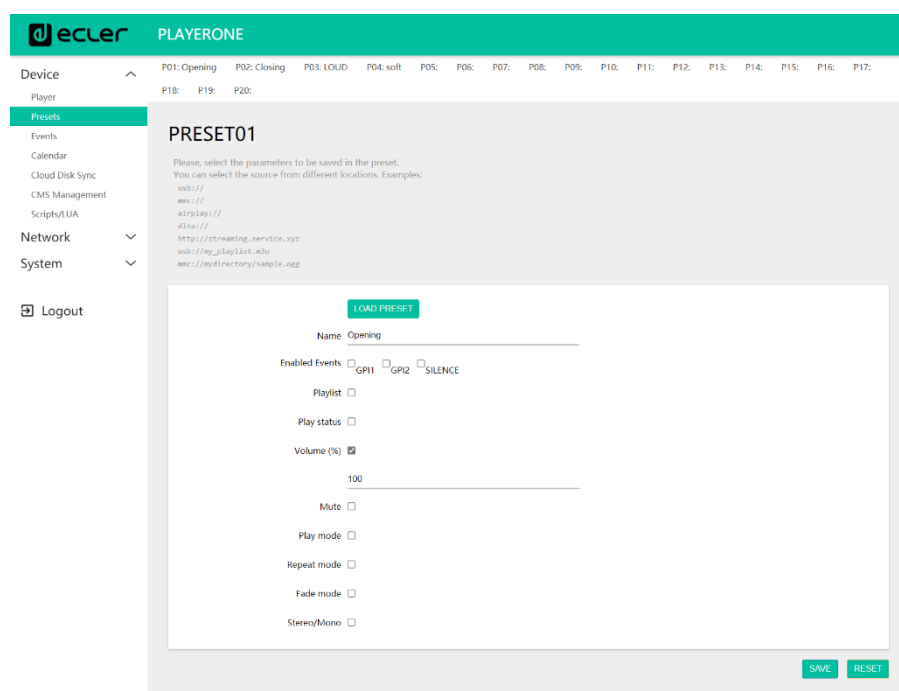 ecler
PLAYERONE
Device
Player
Presets
Events
Calendar
Cloud Disk Sync
CMS Management
Scripts/LUA
Network
System
Logout
P01: Opening P02: Closing P03: LOUD P04: soft P05: P06: P07: P08: P09: P10: P11: P12: P13: P14: P15: P16: P17:
P18: P19: P20:
PRESET01
Please, select the parameters to be saved in the preset.
You can select the source from different locations. Examples:
usb://
mmc://
airplay://
dlna://
http://streaming.service.xyz
usb://my_playlist.m3u
mmc://mydirectory/sample.ogg
LOAD PRESET
Name Opening
Enabled Events GPI1 GPI2 SILENCE
Playlist
Play status
Volume (%)
100
Mute
Play mode
Repeat mode
Fade mode
Stereo/Mono
SAVE RESET